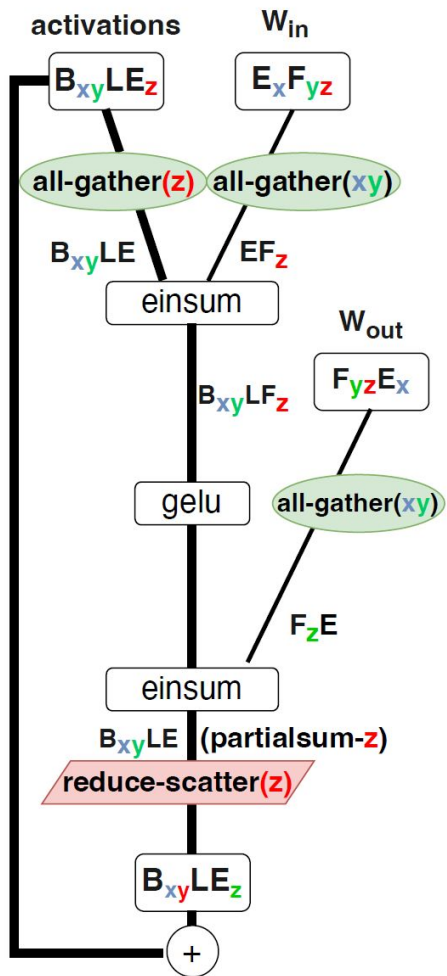 activations
W_in
B_xyLE_z
E_xF_yz
all-gather(z)
all-gather(xy)
B_xyLE
EF_z
einsum
W_out
F_yzE_x
B_xyLF_z
gelu
all-gather(xy)
F_zE
einsum
B_xyLE (partialsum-z)
reduce-scatter(z)
B_xyLE_z
+